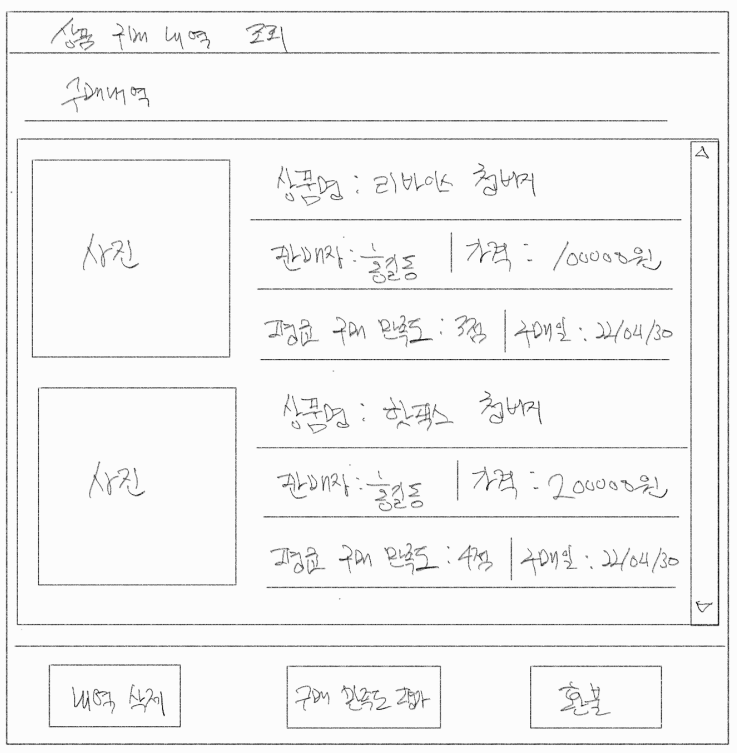 상품 구매 내역 조회
구매내역
사진
상품명 : 리바이스 청바지
판매자 : 홍길동 | 가격 : 100000원
평균 구매 만족도 : 3점 | 구매일 : 22/04/30
사진
상품명 : 핫팩스 청바지
판매자 : 홍길동 | 가격 : 200000원
평균 구매 만족도 : 4점 | 구매일 : 22/04/30
내역 삭제
구매 만족도 평가
환불